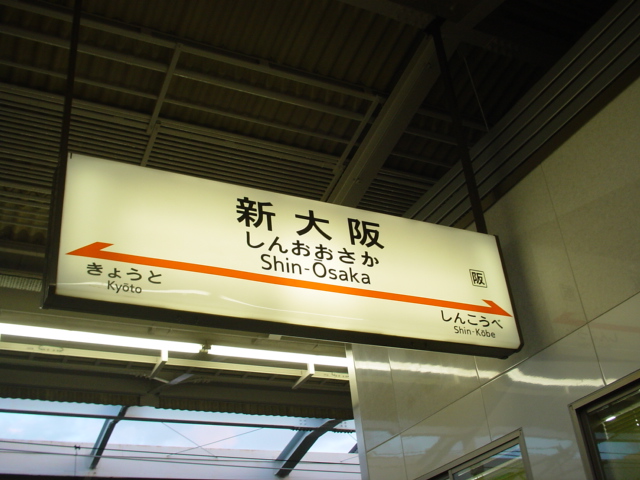 新大阪
しんおおさか
Shin-Osaka
阪
きょうと
Kyōto
しんこうべ
Shin-Kōbe